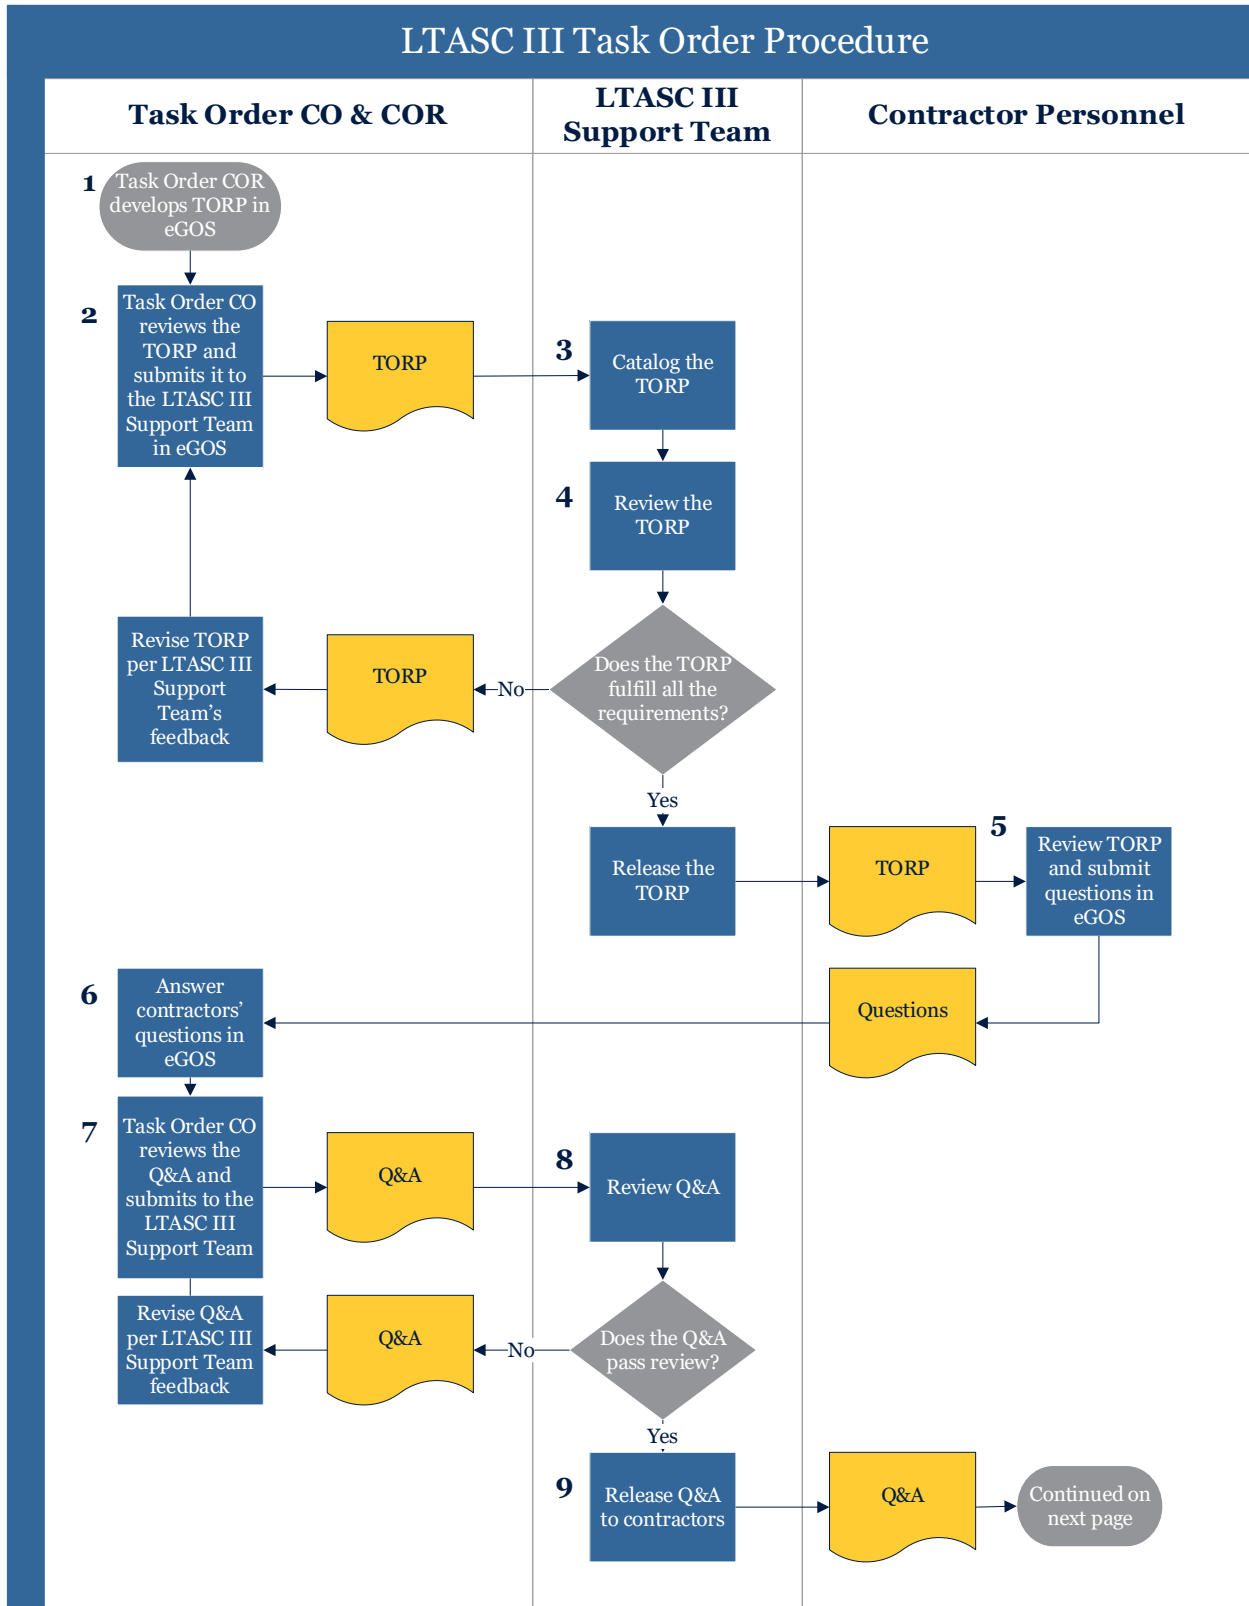 LTASC III Task Order Procedure
Task Order CO & COR
LTASC III
Support Team
Contractor Personnel
1
Task Order COR
develops TORP in
eGOS
2
Task Order CO
reviews the
TORP and
submits it to
the LTASC III
Support Team
in eGOS
TORP
3
Catalog the
TORP
4
Review the
TORP
Does the TORP
fulfill all the
requirements?
No
TORP
Revise TORP
per LTASC III
Support
Team’s
feedback
Yes
Release the
TORP
TORP
5
Review TORP
and submit
questions in
eGOS
Questions
6
Answer
contractors’
questions in
eGOS
7
Task Order CO
reviews the
Q&A and
submits to the
LTASC III
Support Team
Q&A
8
Review Q&A
Does the Q&A
pass review?
No
Q&A
Revise Q&A
per LTASC III
Support Team
feedback
Yes
9
Release Q&A
to contractors
Q&A
Continued on
next page